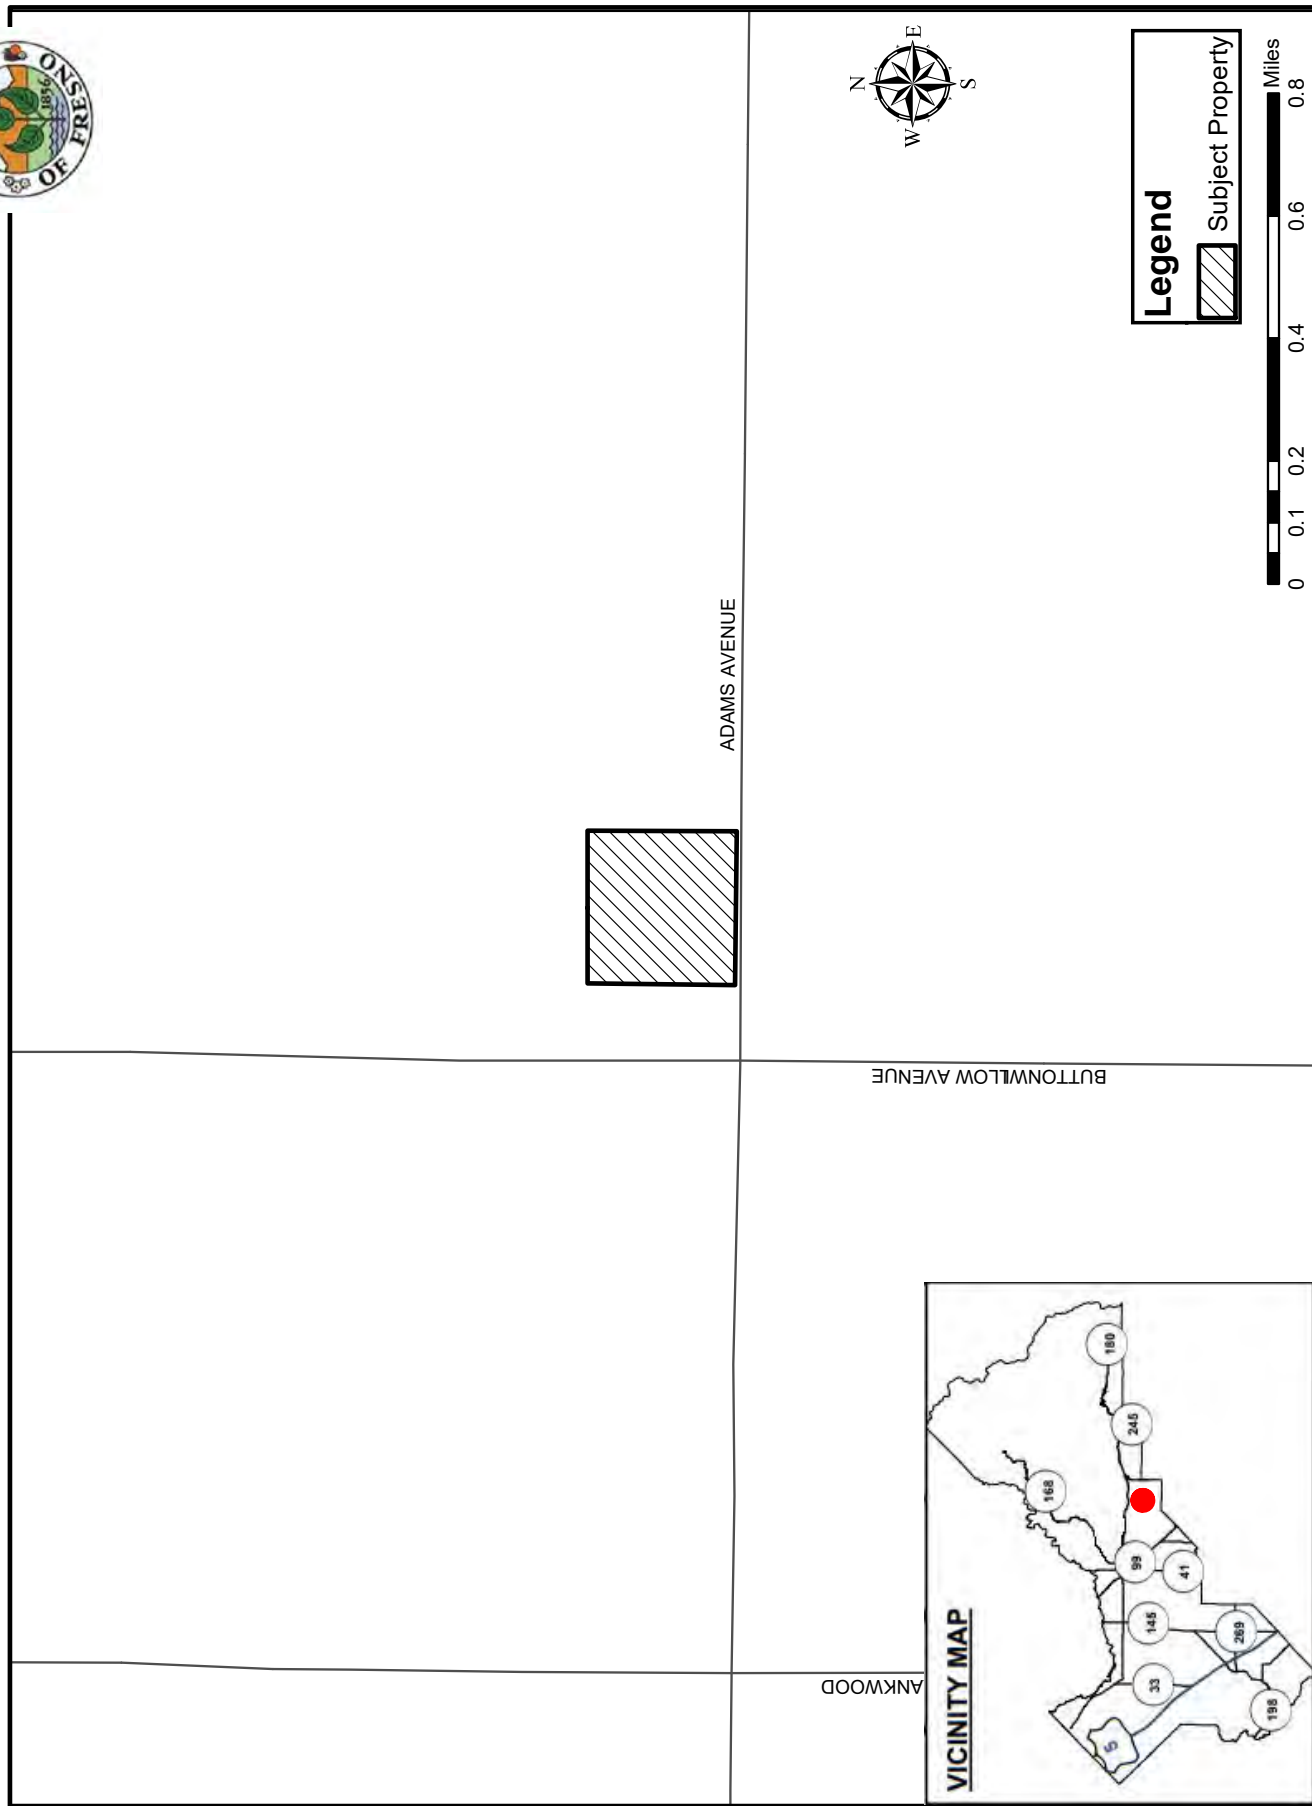 OF FRESNO
1856
N
E
S
W
ADAMS AVENUE
BUTTONWILLOW AVENUE
ANKWOOD
Legend
Subject Property
Miles
0 0.1 0.2 0.4 0.6 0.8
VICINITY MAP
5
33
145
99
41
168
180
245
269
198